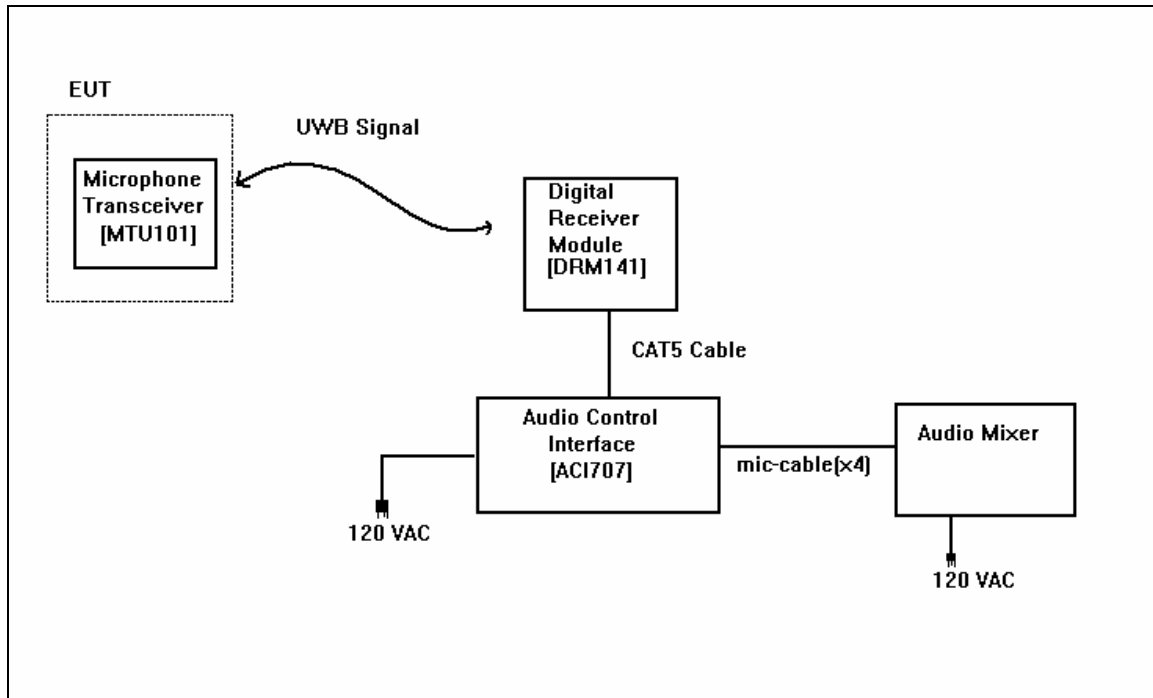 EUT
UWB Signal
Microphone
Transceiver
[MTU101]
Digital
Receiver
Module
[DRM141]
CAT5 Cable
Audio Control
Interface
[ACI707]
mic-cable(x4)
Audio Mixer
120 VAC
120 VAC